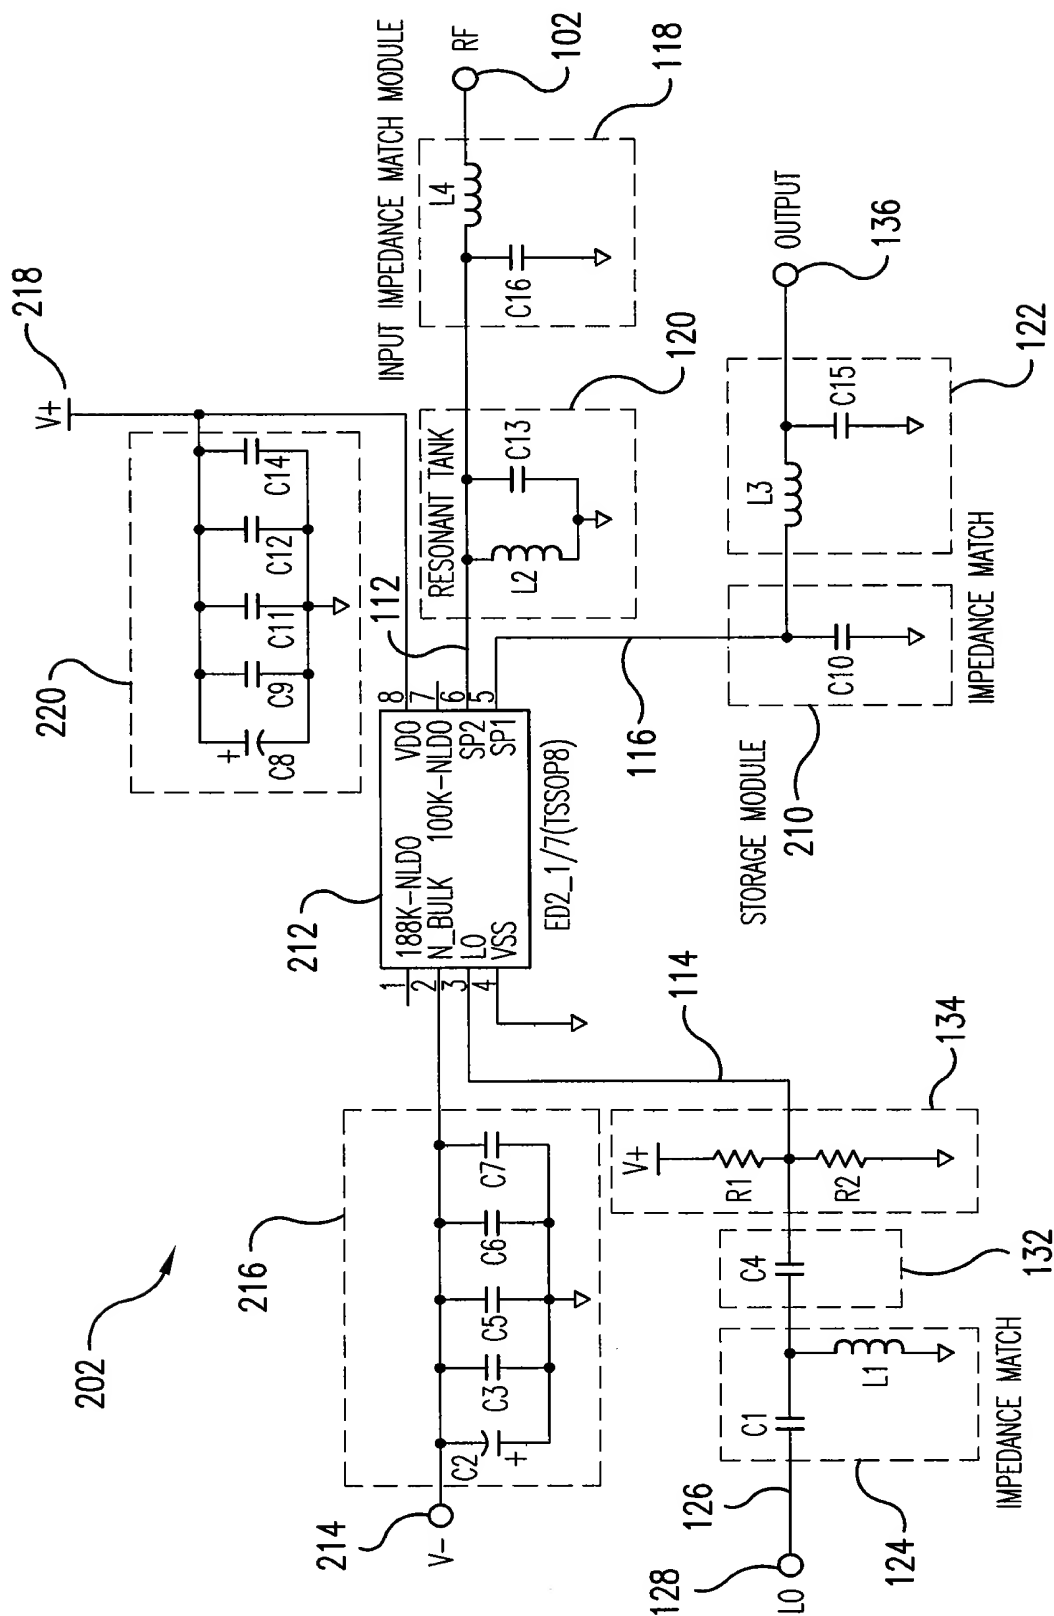 202
214
V-
216
C2
+
C3
C5
C6
C7
212
1
2
3
4
188K-NLDO
N_BULK
LO
VSS
VDO
100K-NLDO
SP2
SP1
8
7
6
5
ED2_1/7(TSSOP8)
220
+
C8
C9
C11
C12
C14
V+
218
112
RESONANT TANK
L2
C13
120
INPUT IMPEDANCE MATCH MODULE
L4
C16
RF
102
118
116
STORAGE MODULE
210
C10
IMPEDANCE MATCH
L3
C15
122
OUTPUT
136
114
134
V+
R1
R2
C4
132
C1
L1
IMPEDANCE MATCH
124
126
128
LO